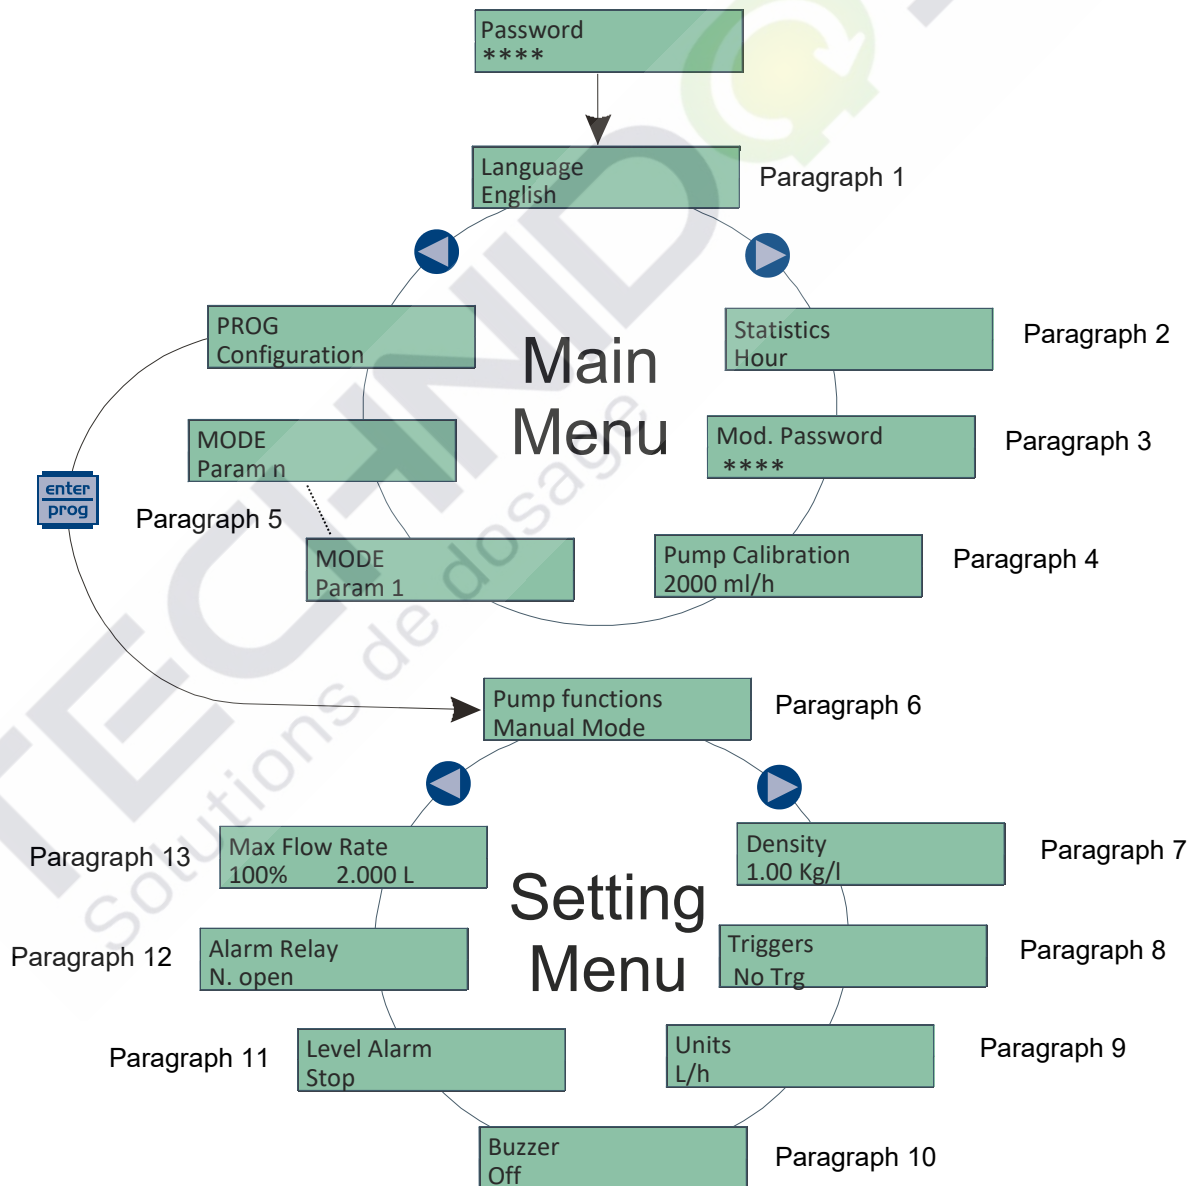 Password
****
Language
English
Paragraph 1
PROG
Configuration
Statistics
Hour
Paragraph 2
Main
Menu
MODE
Param n
Mod. Password
****
Paragraph 3
enter
prog
Paragraph 5
MODE
Param 1
Pump Calibration
2000 ml/h
Paragraph 4
Pump functions
Manual Mode
Paragraph 6
Paragraph 13
Max Flow Rate
100% 2.000 L
Density
1.00 Kg/l
Paragraph 7
Setting
Menu
Paragraph 12
Alarm Relay
N. open
Triggers
No Trg
Paragraph 8
Paragraph 11
Level Alarm
Stop
Units
L/h
Paragraph 9
Buzzer
Off
Paragraph 10
TECHNID
Solutions de dosage